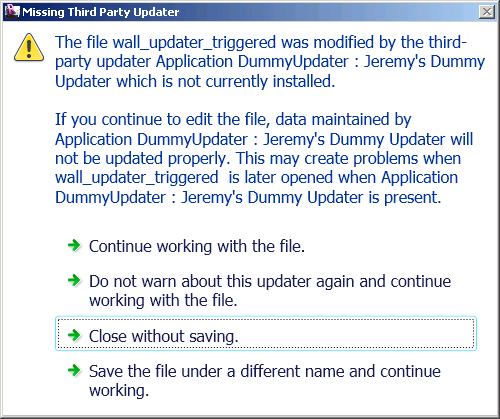 Missing Third Party Updater
The file wall_updater_triggered was modified by the third-
party updater Application DummyUpdater : Jeremy's Dummy
Updater which is not currently installed.
If you continue to edit the file, data maintained by
Application DummyUpdater : Jeremy's Dummy Updater will
not be updated properly. This may create problems when
wall_updater_triggered  is later opened when Application
DummyUpdater : Jeremy's Dummy Updater is present.
Continue working with the file.
Do not warn about this updater again and continue
working with the file.
Close without saving.
Save the file under a different name and continue
working.